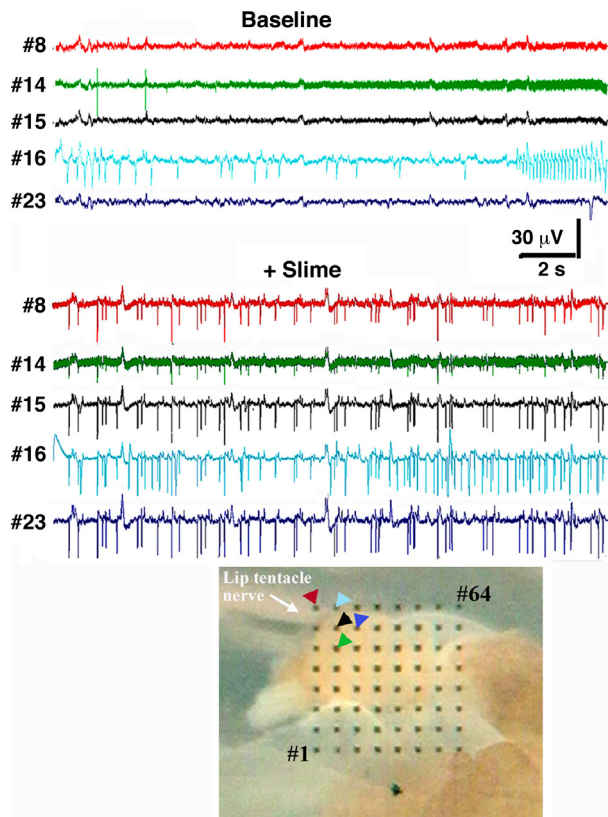 Baseline
#8
#14
#15
#16
#23
30 µV
2 s
+ Slime
#8
#14
#15
#16
#23
Lip tentacle
nerve
#64
#1